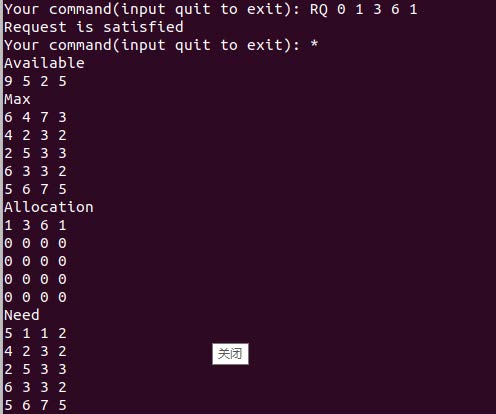 Your command(input quit to exit): RQ 0 1 3 6 1
Request is satisfied
Your command(input quit to exit): *
Available
9 5 2 5
Max
6 4 7 3
4 2 3 2
2 5 3 3
6 3 3 2
5 6 7 5
Allocation
1 3 6 1
0 0 0 0
0 0 0 0
0 0 0 0
0 0 0 0
Need
5 1 1 2
4 2 3 2
2 5 3 3
6 3 3 2
5 6 7 5
关闭